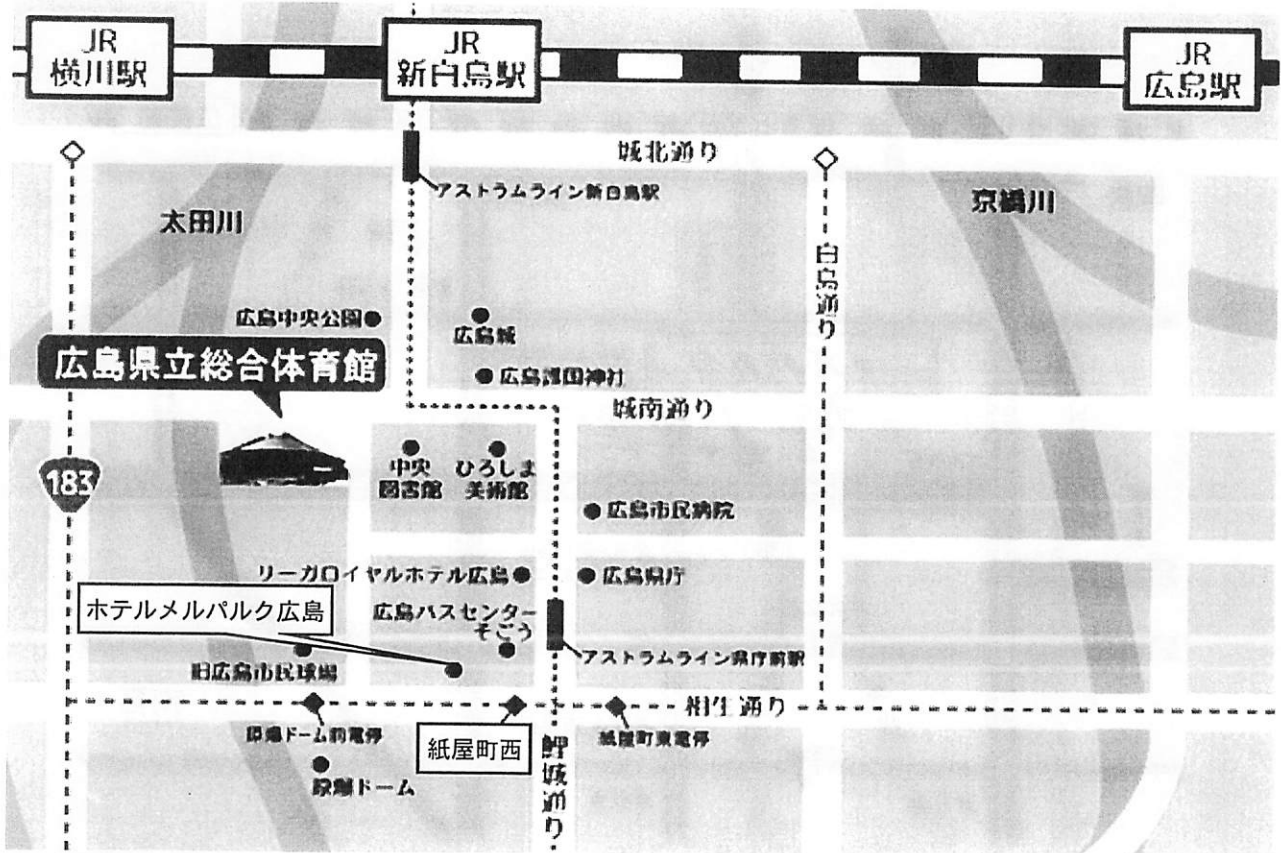 JR
横川駅
JR
新白島駅
JR
広島駅
城北通り
アストラムライン新白島駅
太田川
京橋川
白島通り
広島中央公園
広島城
広島県立総合体育館
広島護国神社
城南通り
183
中央
図書館
ひろしま
美術館
広島市民病院
リーガロイヤルホテル広島
広島県庁
ホテルメルパルク広島
広島バスセンター
そごう
アストラムライン県庁前駅
旧広島市民球場
相生通り
原爆ドーム前電停
紙屋町西
紙屋町東電停
鯉城通り
原爆ドーム